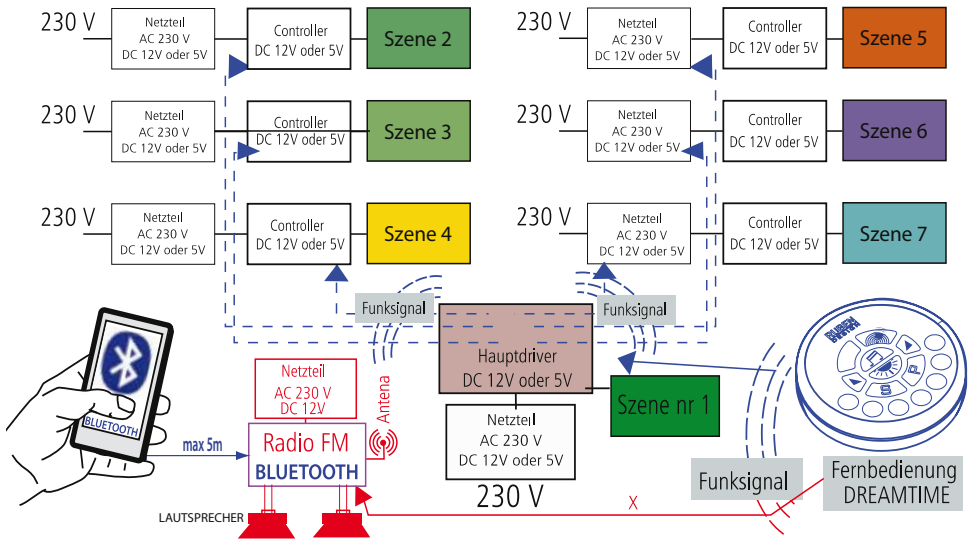 230 V
Netzteil
AC 230 V
DC 12V oder 5V
Controller
DC 12V oder 5V
Szene 2
230 V
Netzteil
AC 230 V
DC 12V oder 5V
Controller
DC 12V oder 5V
Szene 5
230 V
Netzteil
AC 230 V
DC 12V oder 5V
Controller
DC 12V oder 5V
Szene 3
230 V
Netzteil
AC 230 V
DC 12V oder 5V
Controller
DC 12V oder 5V
Szene 6
230 V
Netzteil
AC 230 V
DC 12V oder 5V
Controller
DC 12V oder 5V
Szene 4
230 V
Netzteil
AC 230 V
DC 12V oder 5V
Controller
DC 12V oder 5V
Szene 7
Funksignal
Funksignal
Hauptdriver
DC 12V oder 5V
Szene nr 1
Netzteil
AC 230 V
DC 12V oder 5V
230 V
BLUETOOTH
max 5m
Netzteil
AC 230 V
DC 12V
Radio FM
BLUETOOTH
Antena
LAUTSPRECHER
X
RUBEN
P
S
Funksignal
Fernbedienung
DREAMTIME